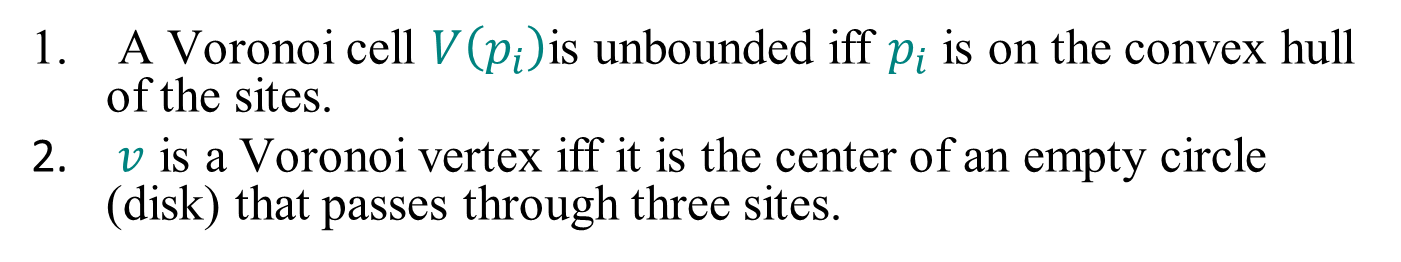 1. A Voronoi cell V(pᵢ)is unbounded iff pᵢ is on the convex hull
of the sites.
2. v is a Voronoi vertex iff it is the center of an empty circle
(disk) that passes through three sites.